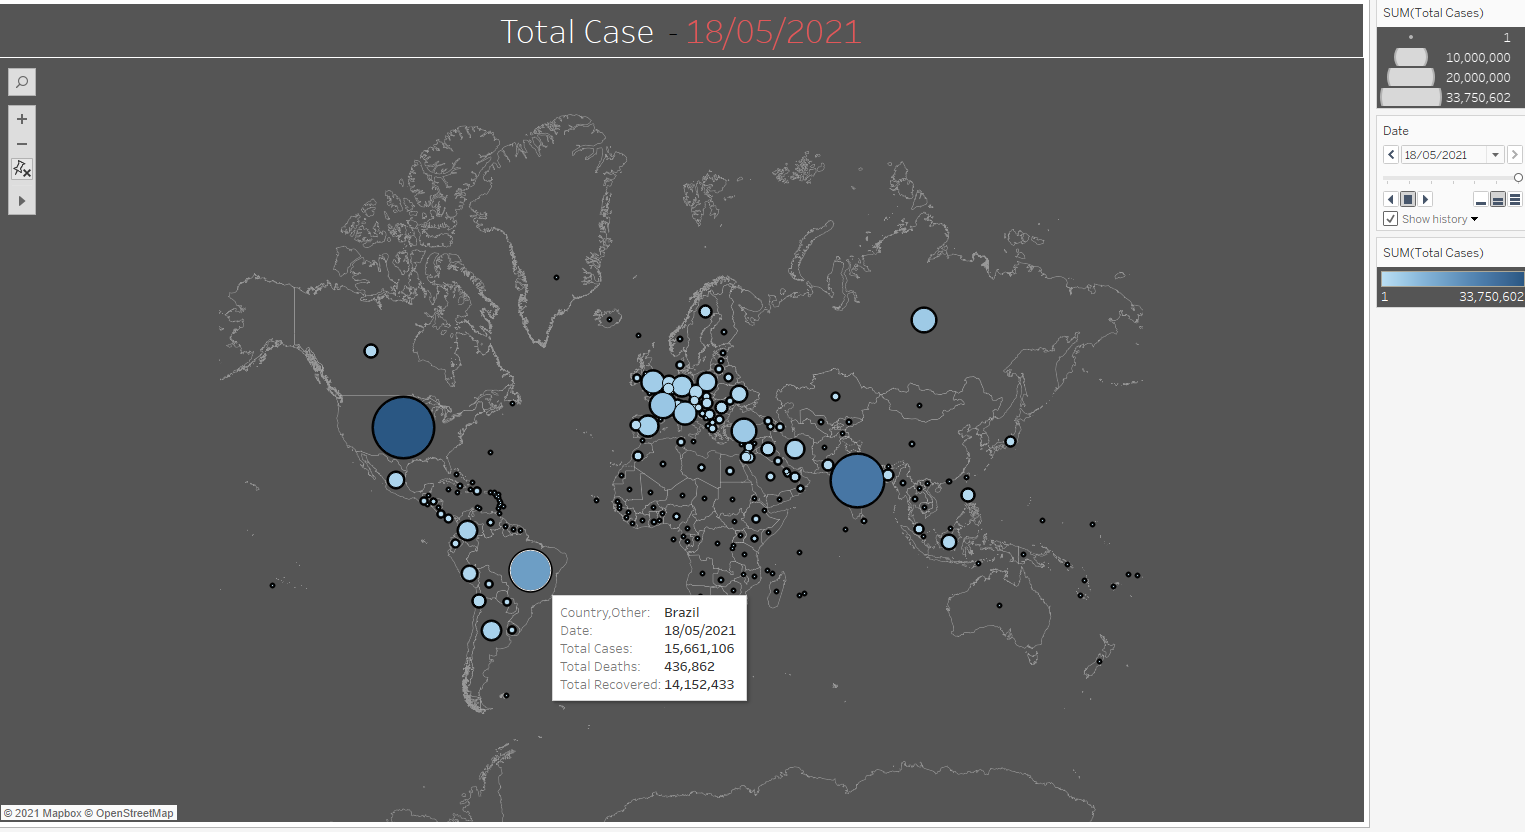 Total Case - 18/05/2021
Country,Other: Brazil
Date: 18/05/2021
Total Cases: 15,661,106
Total Deaths: 436,862
Total Recovered: 14,152,433
© 2021 Mapbox © OpenStreetMap
SUM(Total Cases)
1
10,000,000
20,000,000
33,750,602
Date
18/05/2021
Show history
SUM(Total Cases)
1 33,750,602